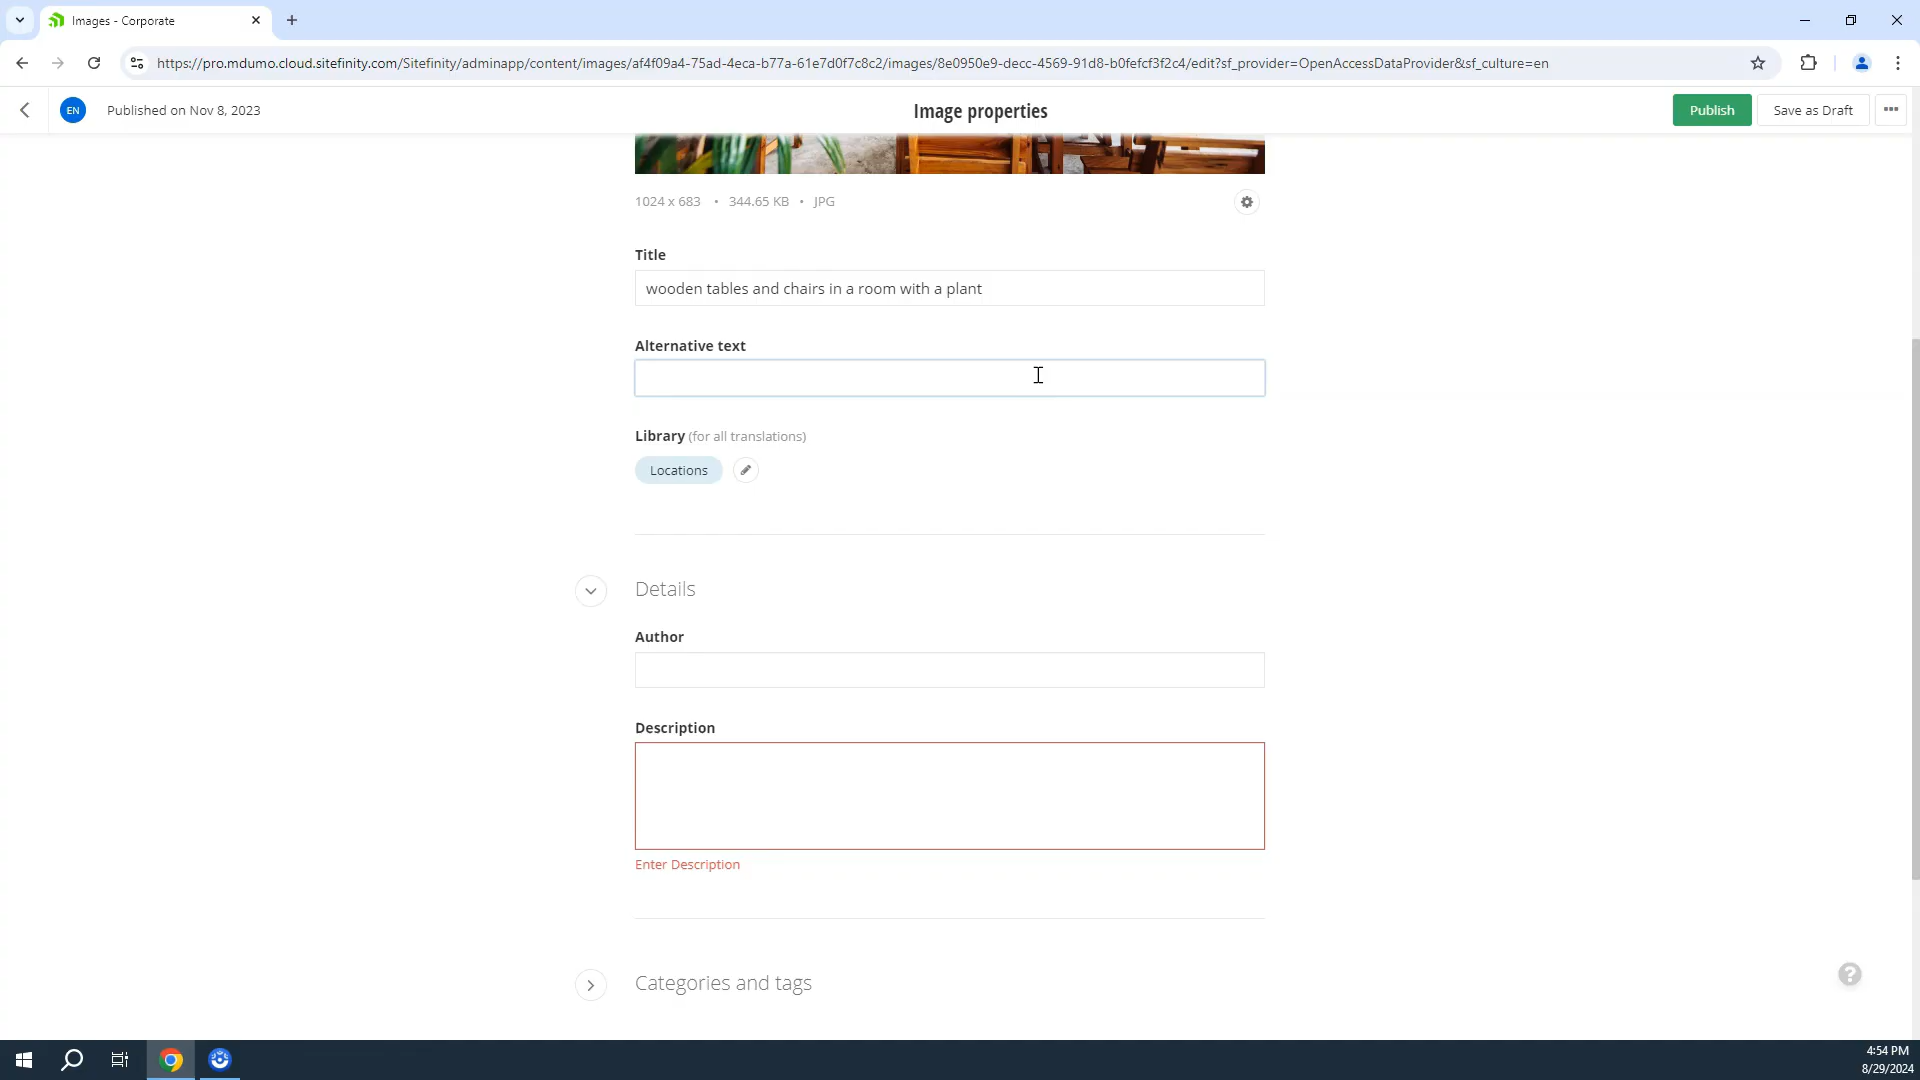 Images - Corporate
https://pro.mdumo.cloud.sitefinity.com/Sitefinity/adminapp/content/images/af4f09a4-75ad-4eca-b77a-61e7d0f7c8c2/images/8e0950e9-decc-4569-91d8-b0fefcf3f2c4/edit?sf_provider=OpenAccessDataProvider&sf_culture=en
EN Published on Nov 8, 2023 Image properties Publish Save as Draft
1024 x 683 • 344.65 KB • JPG
Title
wooden tables and chairs in a room with a plant
Alternative text
Library (for all translations)
Locations
Details
Author
Description
Enter Description
Categories and tags
?
4:54 PM
8/29/2024